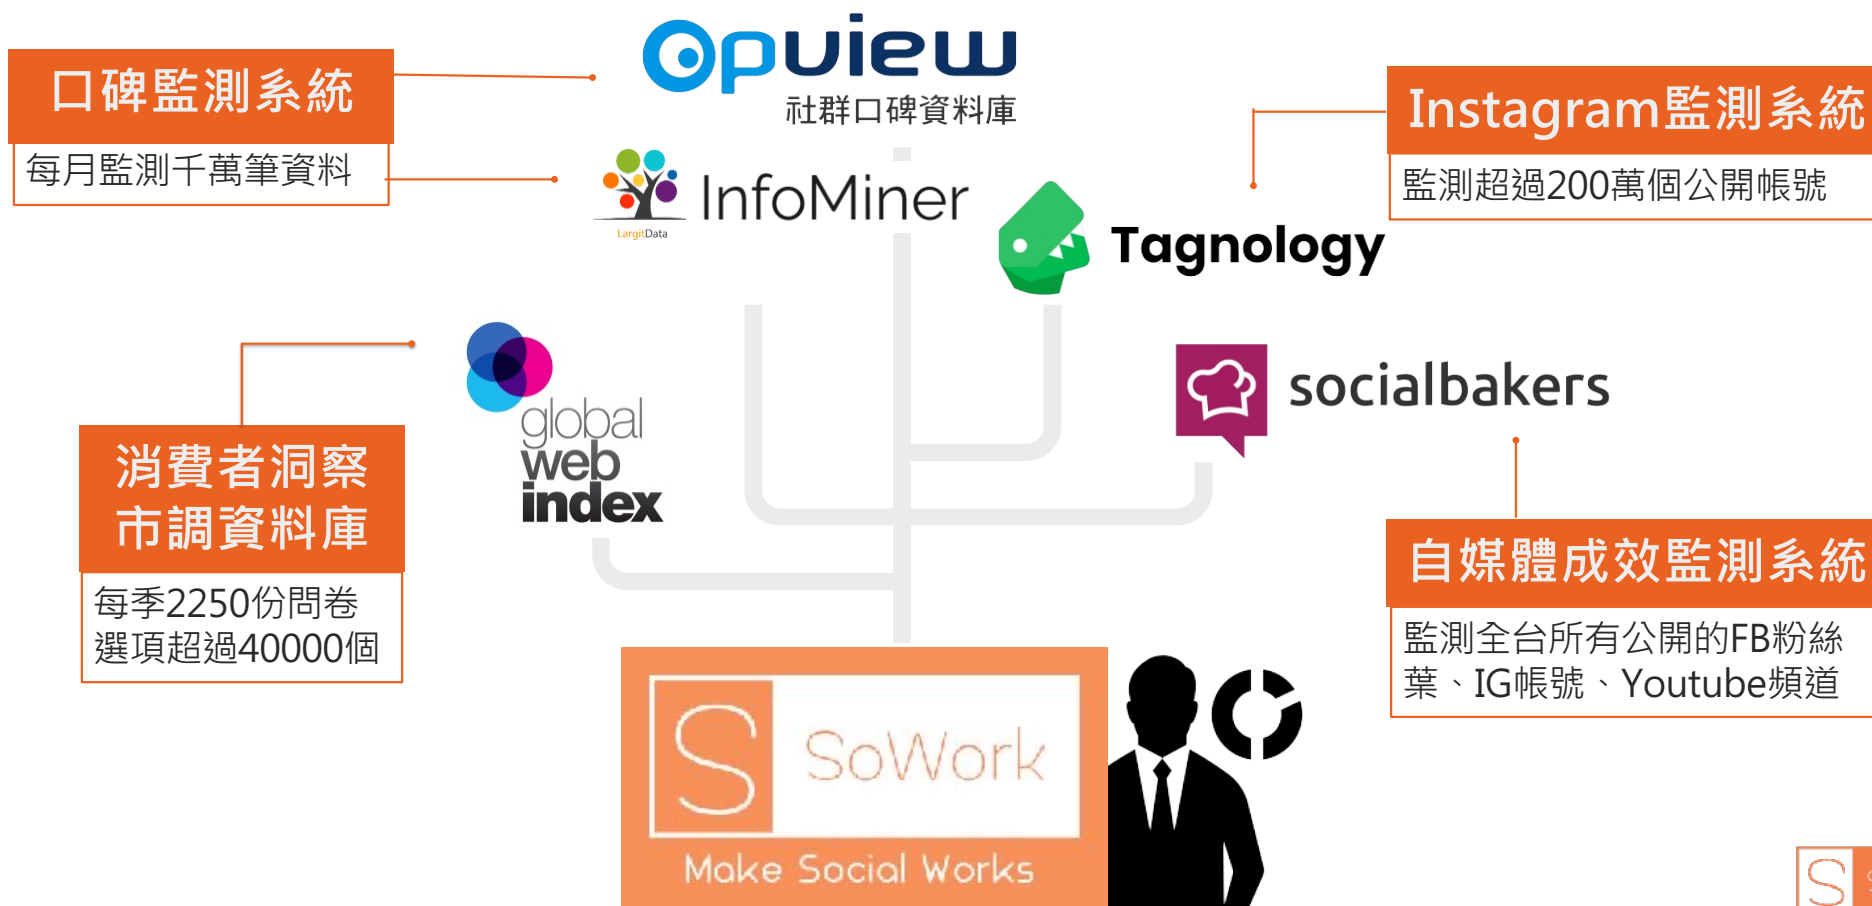 Opview
社群口碑資料庫
口碑監測系統
每月監測千萬筆資料
InfoMiner
LargitData
Tagnology
Instagram監測系統
監測超過200萬個公開帳號
global
web
index
socialbakers
消費者洞察
市調資料庫
每季2250份問卷
選項超過40000個
自媒體成效監測系統
監測全台所有公開的FB粉絲
葉、IG帳號、Youtube頻道
S
SoWork
Make Social Works
S